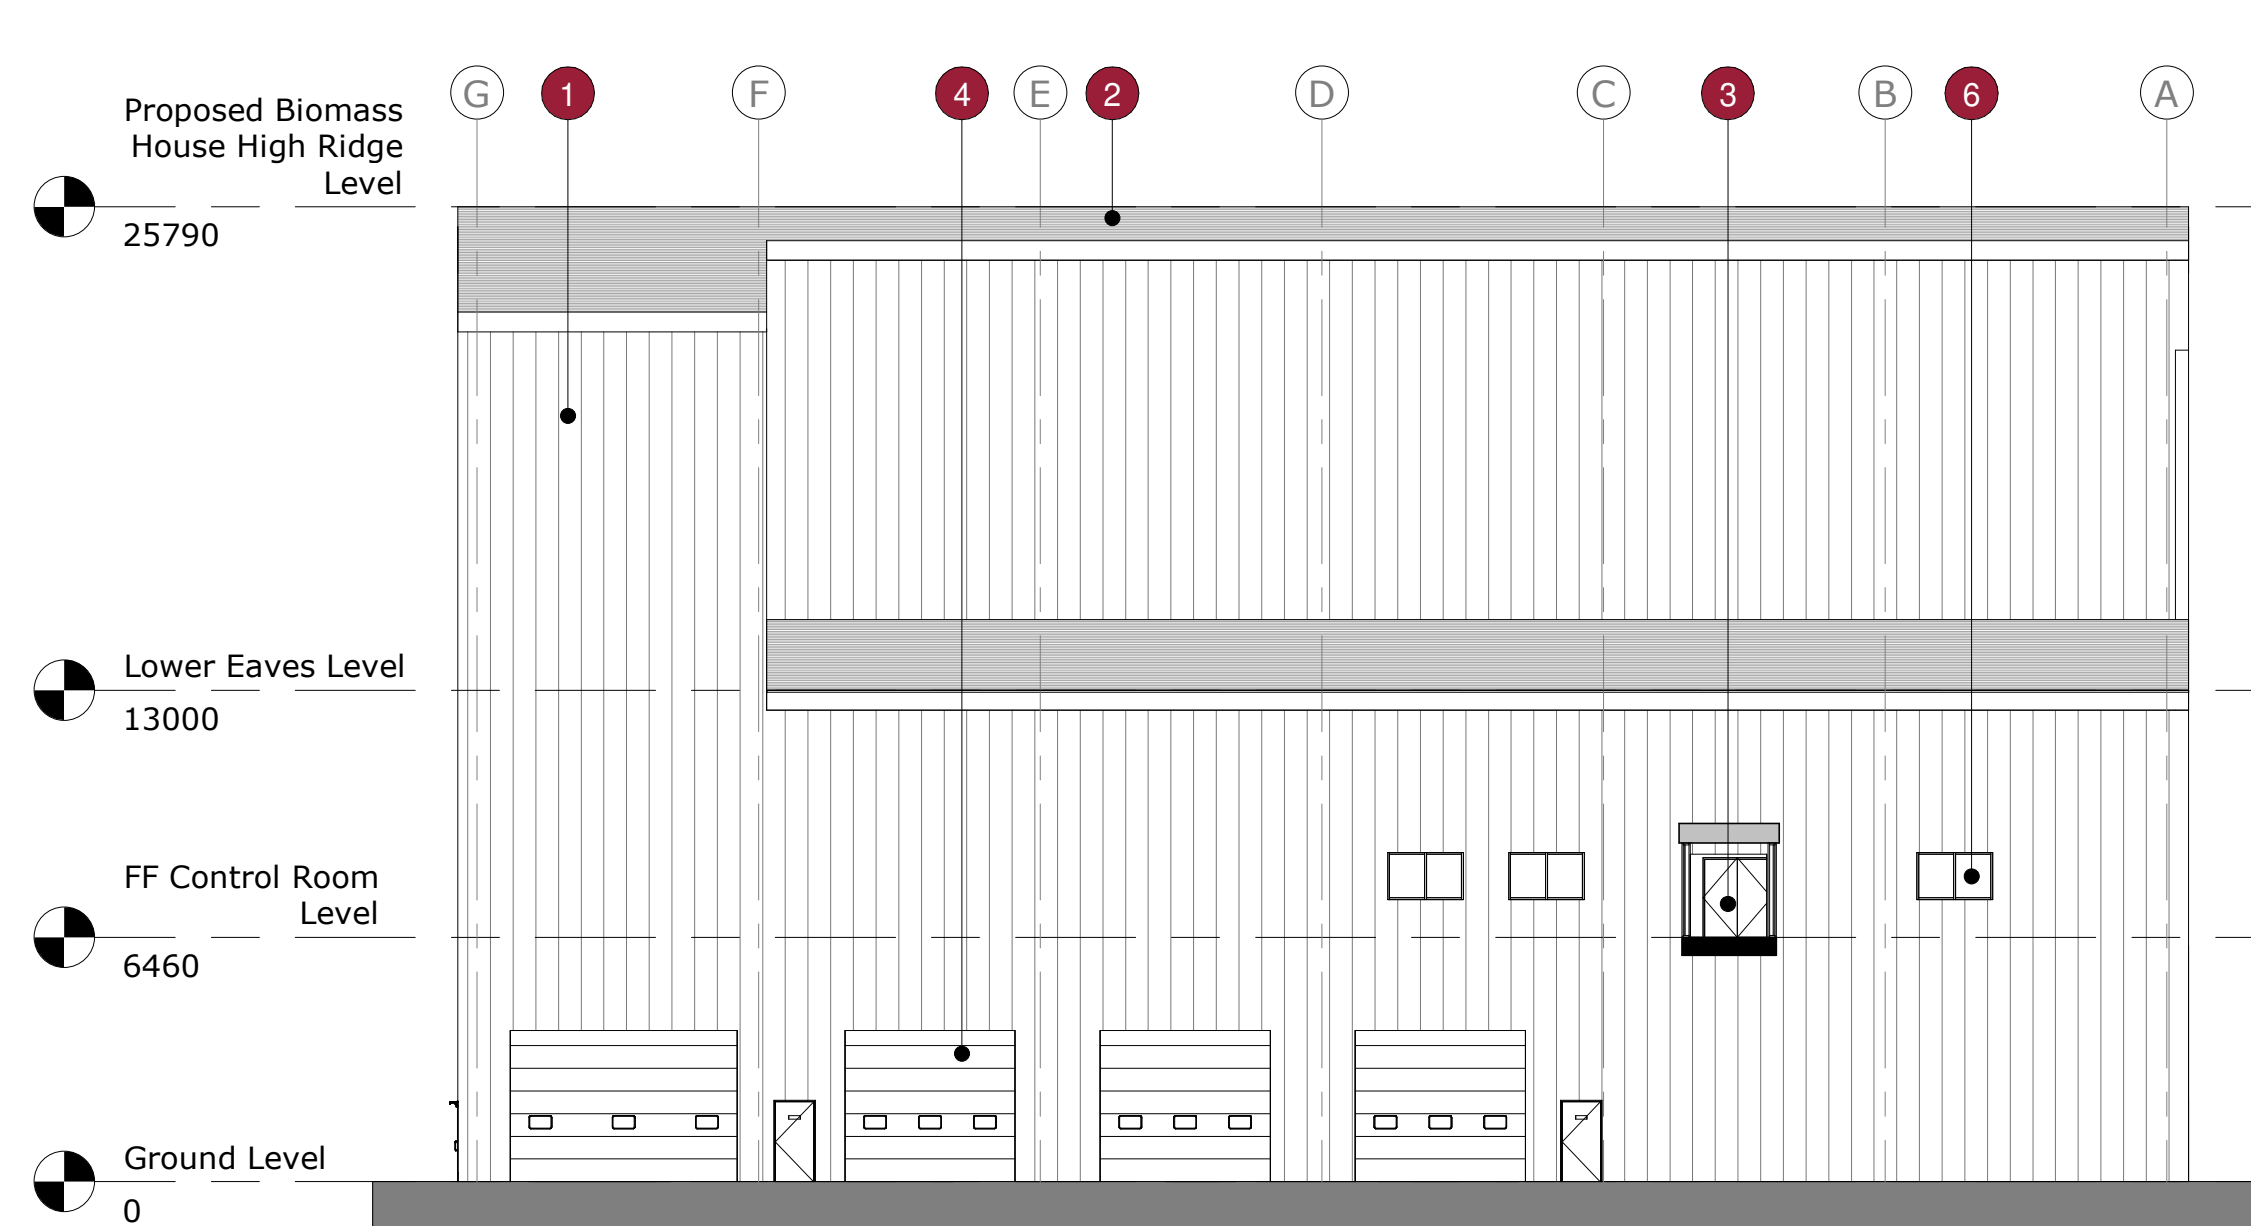 G 1 F 4 E 2 D C 3 B 6 A
Proposed Biomass
House High Ridge
Level
25790
Lower Eaves Level
13000
FF Control Room
Level
6460
Ground Level
0